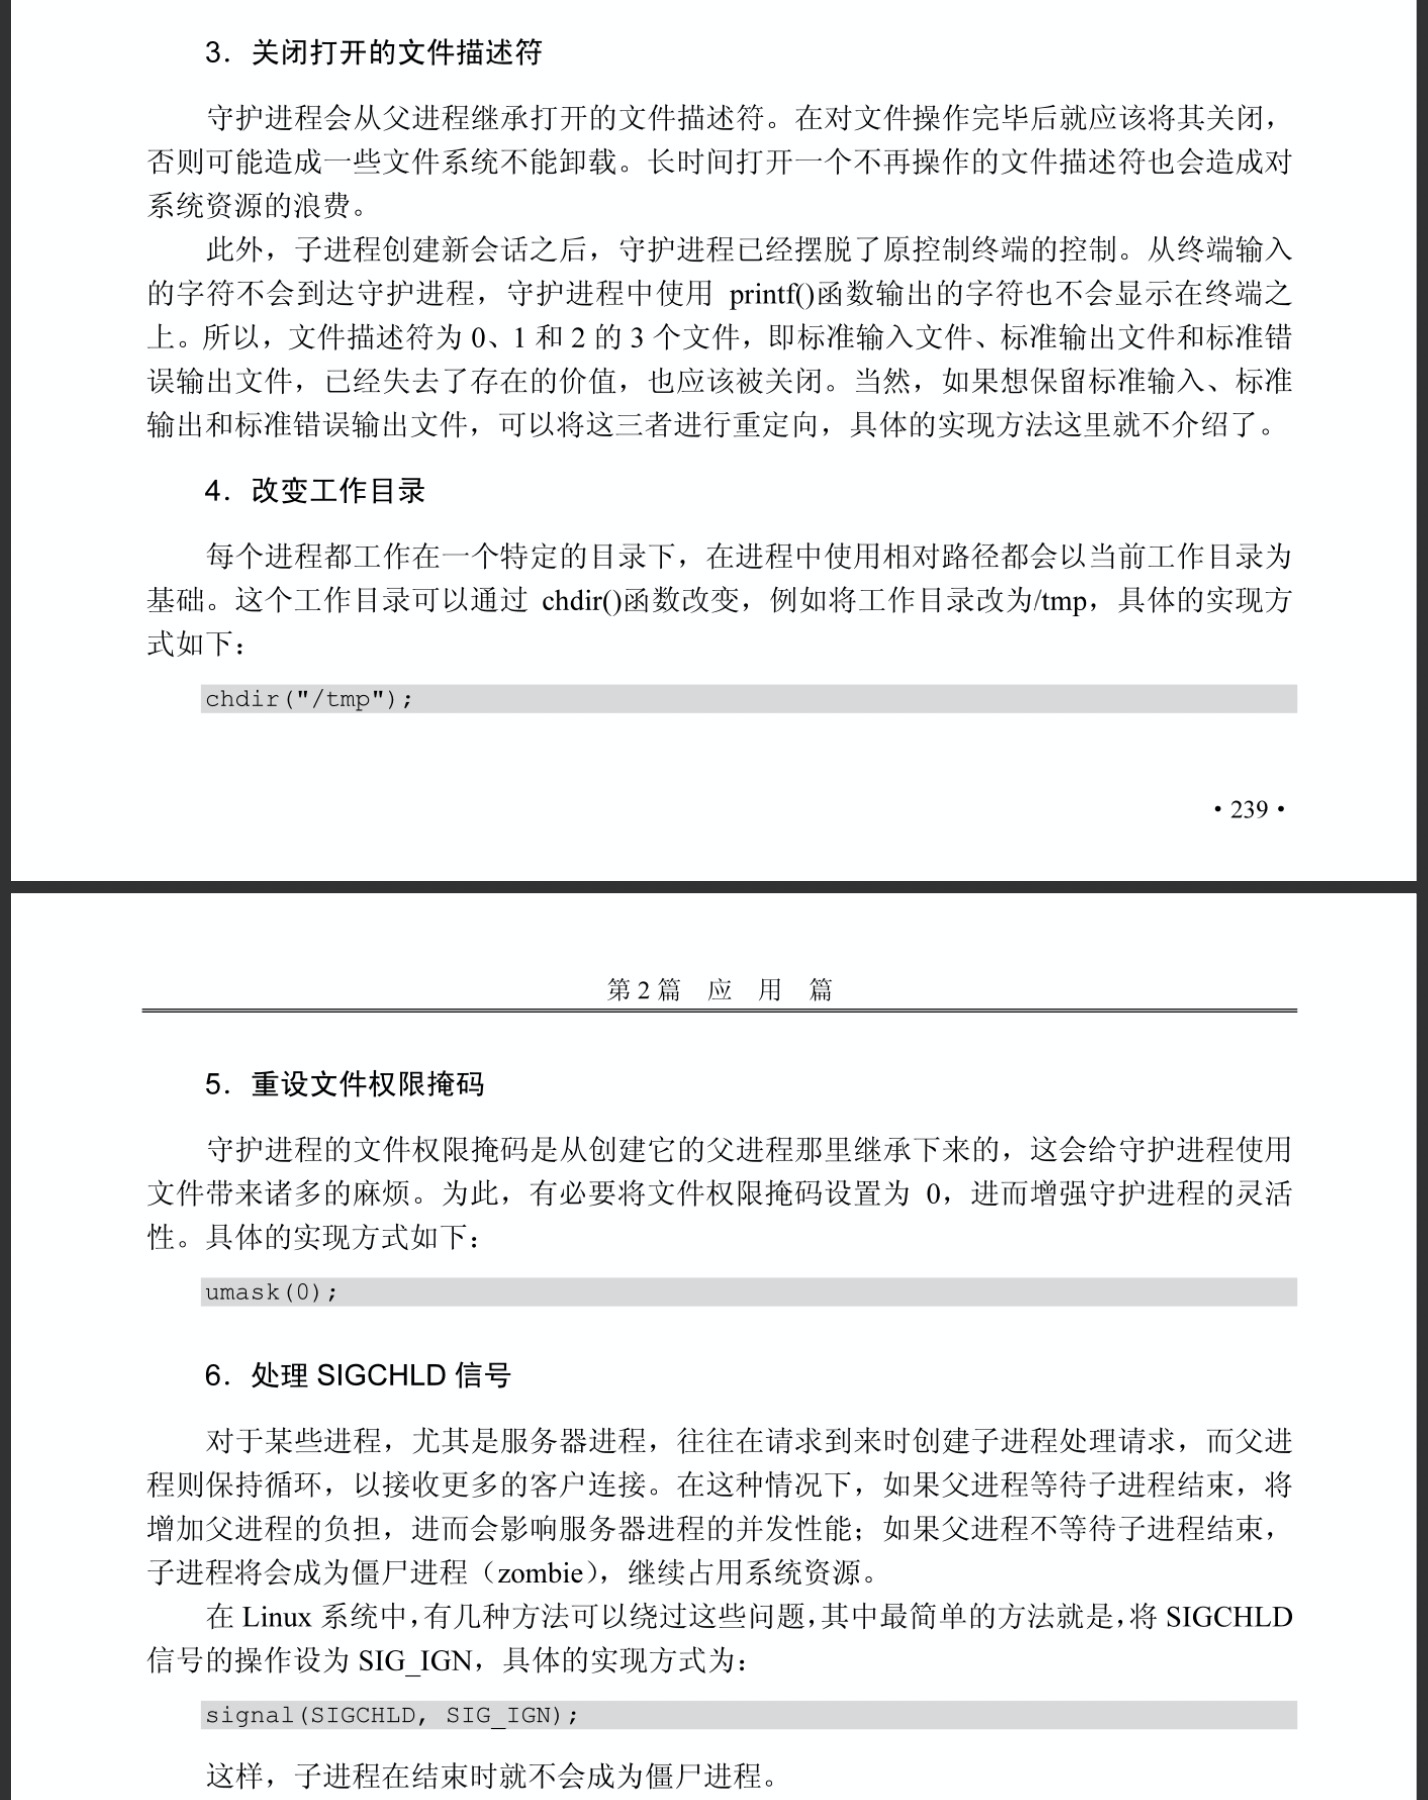 3．关闭打开的文件描述符
守护进程会从父进程继承打开的文件描述符。在对文件操作完毕后就应该将其关闭，
否则可能造成一些文件系统不能卸载。长时间打开一个不再操作的文件描述符也会造成对
系统资源的浪费。
此外，子进程创建新会话之后，守护进程已经摆脱了原控制终端的控制。从终端输入
的字符不会到达守护进程，守护进程中使用 printf()函数输出的字符也不会显示在终端之
上。所以，文件描述符为 0、1 和 2 的 3 个文件，即标准输入文件、标准输出文件和标准错
误输出文件，已经失去了存在的价值，也应该被关闭。当然，如果想保留标准输入、标准
输出和标准错误输出文件，可以将这三者进行重定向，具体的实现方法这里就不介绍了。
4．改变工作目录
每个进程都工作在一个特定的目录下，在进程中使用相对路径都会以当前工作目录为
基础。这个工作目录可以通过 chdir()函数改变，例如将工作目录改为/tmp，具体的实现方
式如下：
chdir("/tmp");
• 239 •
第 2 篇 应 用 篇
5．重设文件权限掩码
守护进程的文件权限掩码是从创建它的父进程那里继承下来的，这会给守护进程使用
文件带来诸多的麻烦。为此，有必要将文件权限掩码设置为 0，进而增强守护进程的灵活
性。具体的实现方式如下：
umask(0);
6．处理 SIGCHLD 信号
对于某些进程，尤其是服务器进程，往往在请求到来时创建子进程处理请求，而父进
程则保持循环，以接收更多的客户连接。在这种情况下，如果父进程等待子进程结束，将
增加父进程的负担，进而会影响服务器进程的并发性能；如果父进程不等待子进程结束，
子进程将会成为僵尸进程（zombie），继续占用系统资源。
在 Linux 系统中，有几种方法可以绕过这些问题，其中最简单的方法就是，将 SIGCHLD
信号的操作设为 SIG_IGN，具体的实现方式为：
signal(SIGCHLD, SIG_IGN);
这样，子进程在结束时就不会成为僵尸进程。